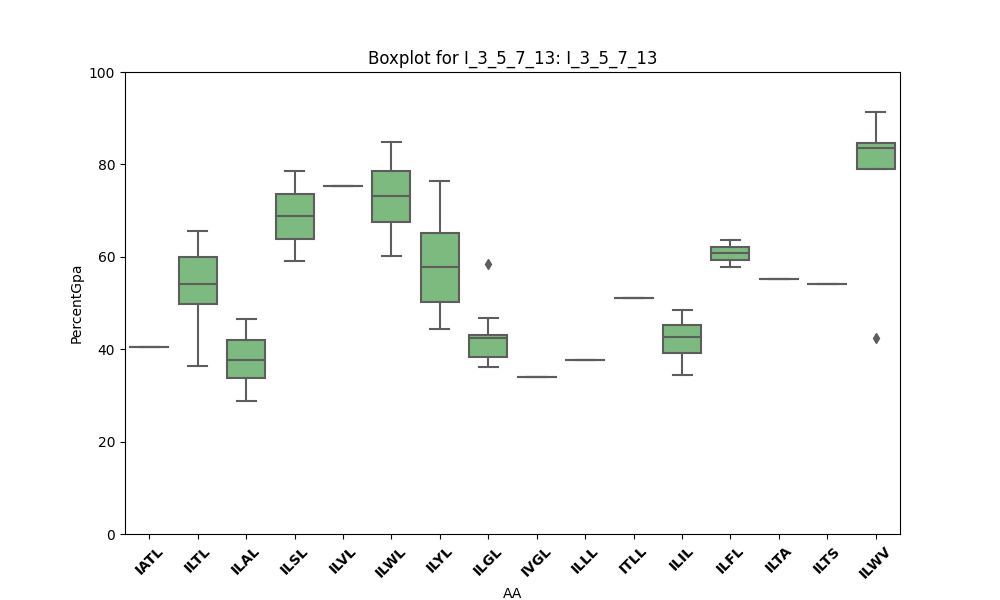 Boxplot for I_3_5_7_13: I_3_5_7_13
PercentGpa
100
80
60
40
20
0
IATL ILTL ILAL ILSL ILVL ILWL ILYL ILGL IVGL ILLL ITLL ILIL ILFL ILTA ILTS ILWV
AA